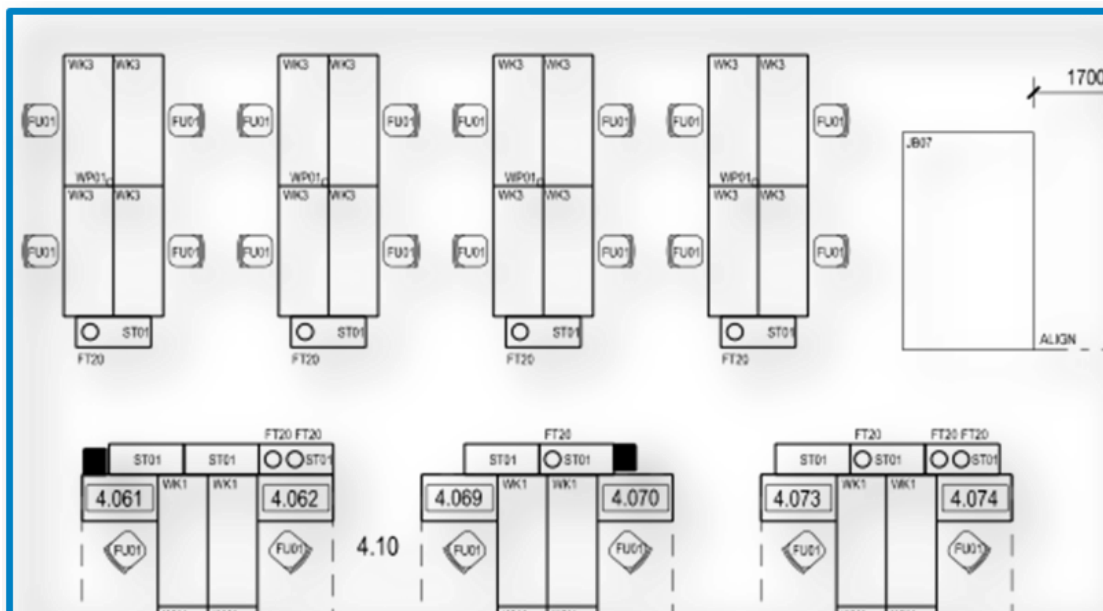 WK3 WK3 WK3 WK3 WK3 WK3 WK3 WK3
1700
FU01 FU01 FU01 FU01 FU01 FU01 FU01 FU01
JB07
WP01 WP01 WP01 WP01
WK3 WK3 WK3 WK3 WK3 WK3 WK3 WK3
FU01 FU01 FU01 FU01 FU01 FU01 FU01 FU01
ST01 ST01 ST01 ST01
ALIGN
FT20 FT20 FT20 FT20
FT20 FT20 FT20 FT20 FT20 FT20
ST01 ST01 ST01 ST01 ST01 ST01 ST01 ST01
WK1 WK1 WK1 WK1 WK1 WK1
4.061 4.062 4.069 4.070 4.073 4.074
FU01 FU01 4.10 FU01 FU01 FU01 FU01